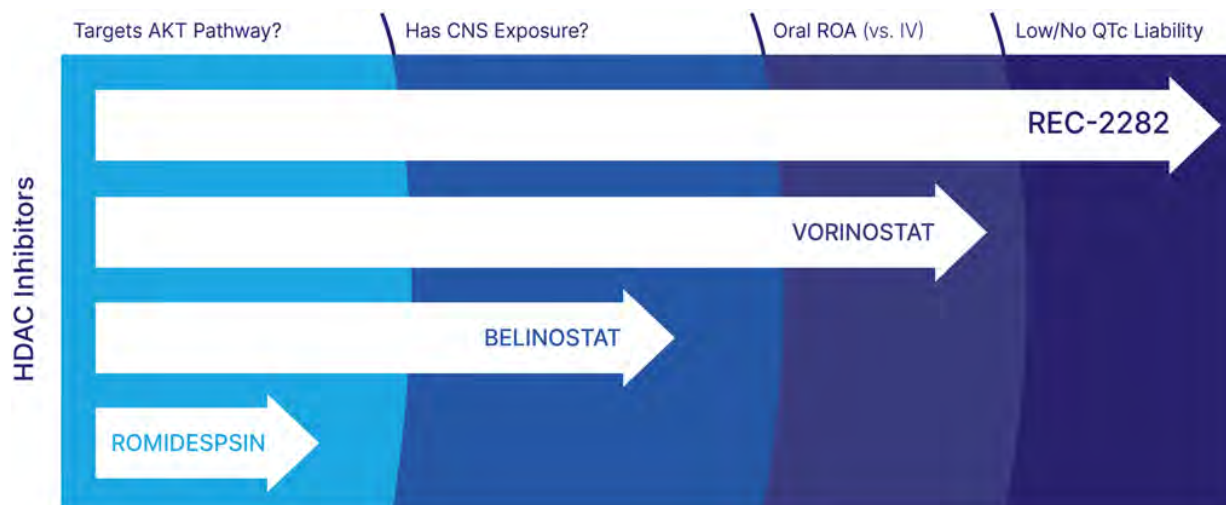 Targets AKT Pathway?
Has CNS Exposure?
Oral ROA (vs. IV)
Low/No QTc Liability
HDAC Inhibitors
REC-2282
VORINOSTAT
BELINOSTAT
ROMIDESPSIN